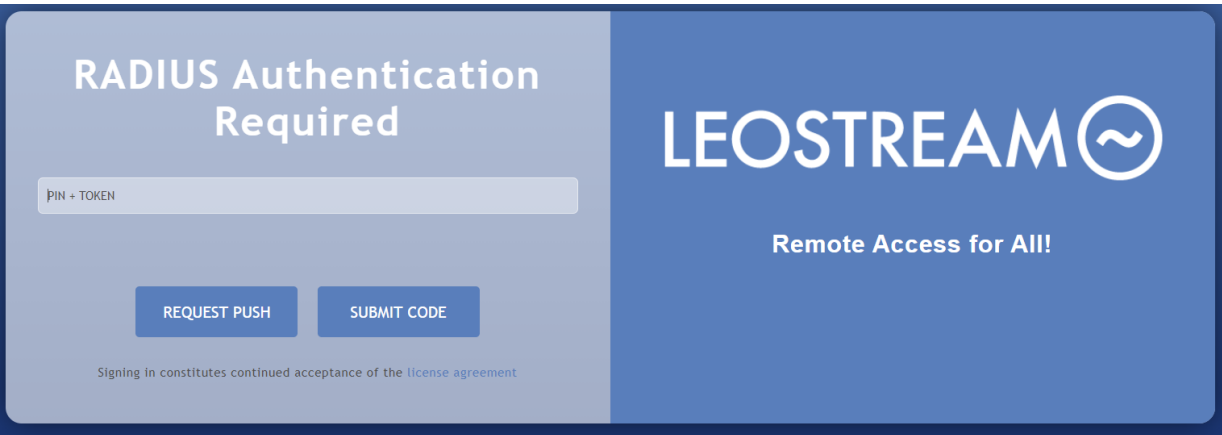 RADIUS Authentication
Required
PIN + TOKEN
REQUEST PUSH
SUBMIT CODE
Signing in constitutes continued acceptance of the license agreement
LEOSTREAM
Remote Access for All!